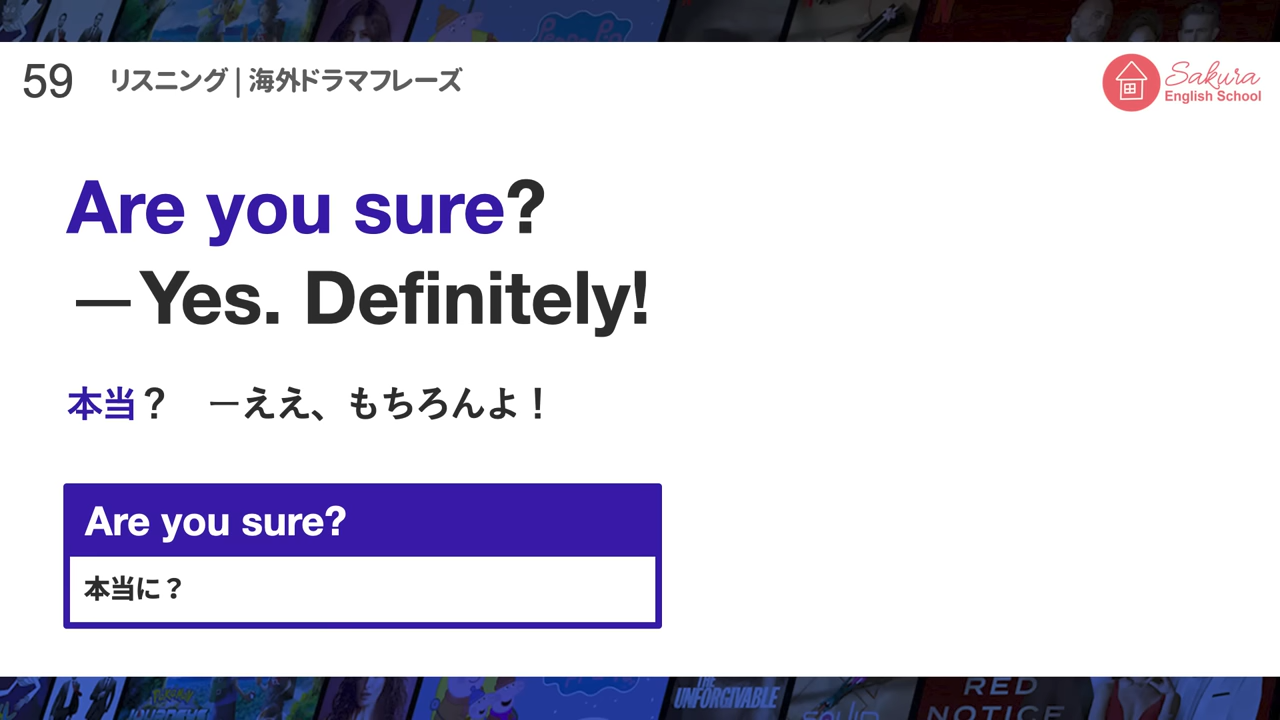 59
リスニング | 海外ドラマフレーズ
Sakura
English School
Are you sure?
—Yes. Definitely!
本当？　ーええ、もちろんよ！
Are you sure?
本当に？
THE
UNFORGIVABLE
RED
NOTICE